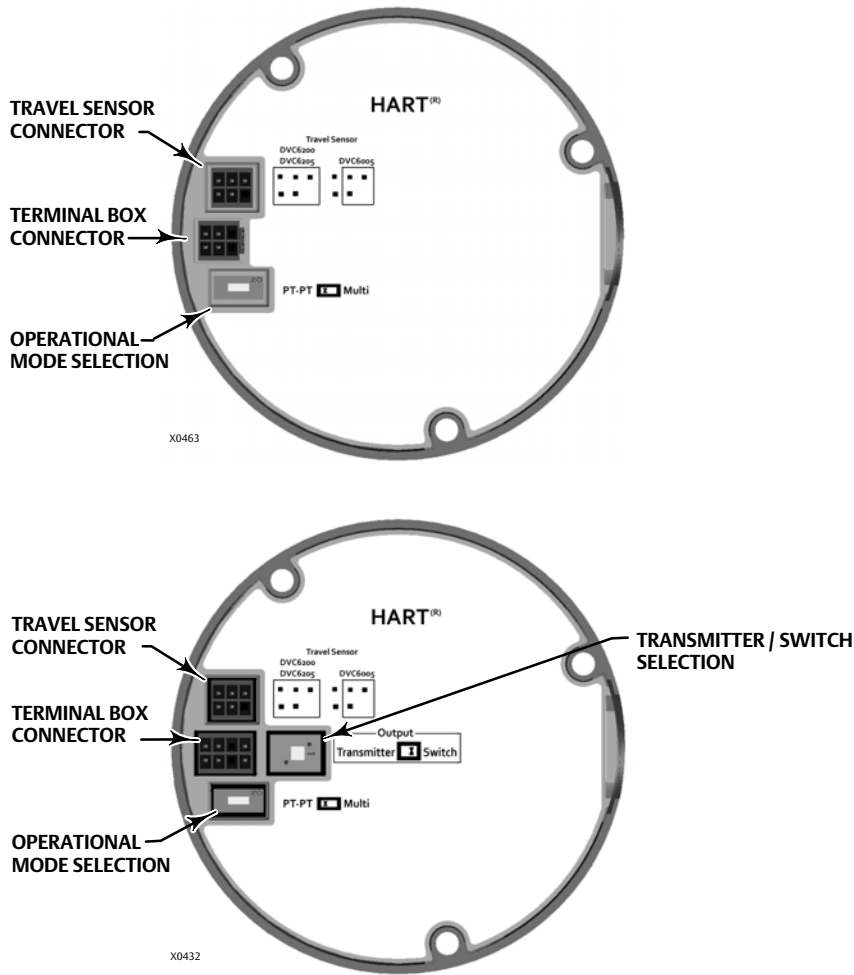 HART(R)
TRAVEL SENSOR
CONNECTOR
Travel Sensor
DVC6200
DVC6205
DVC6005
TERMINAL BOX
CONNECTOR
PT-PT
Multi
OPERATIONAL
MODE SELECTION
X0463
HART(R)
TRAVEL SENSOR
CONNECTOR
TRANSMITTER / SWITCH
SELECTION
Travel Sensor
DVC6200
DVC6205
DVC6005
TERMINAL BOX
CONNECTOR
Output
Transmitter
Switch
PT-PT
Multi
OPERATIONAL
MODE SELECTION
X0432